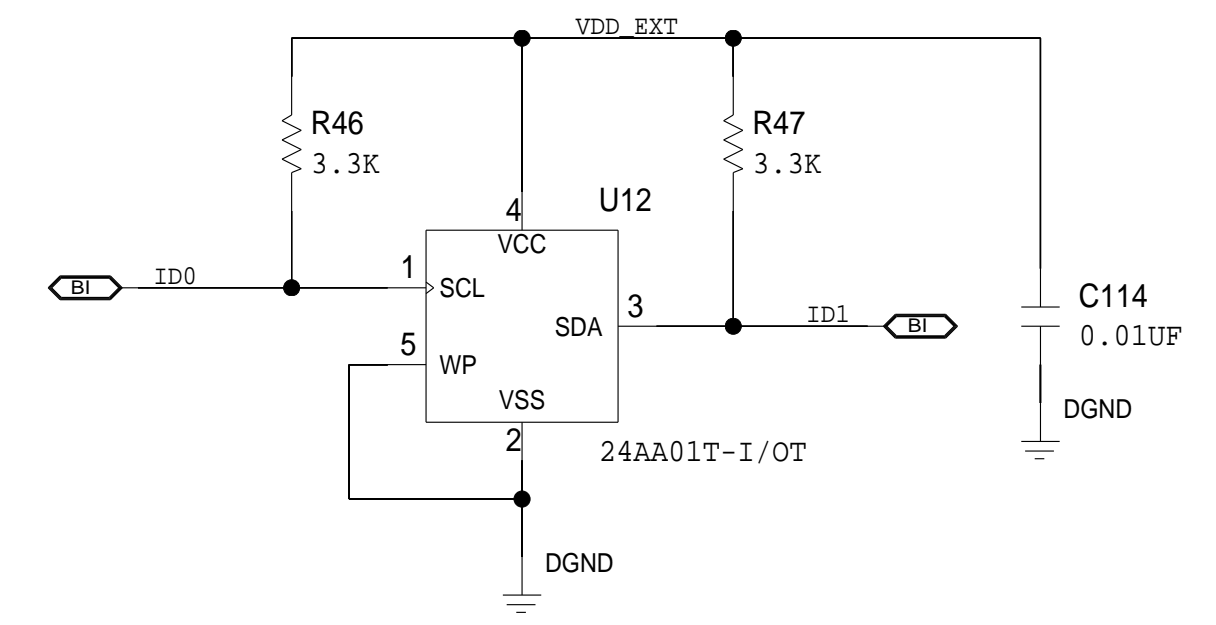 VDD_EXT
R46
3.3K
R47
3.3K
U12
4
VCC
BI
ID0
1
SCL
C114
0.01UF
3
SDA
ID1
BI
5
WP
VSS
2
DGND
24AA01T-I/OT
DGND